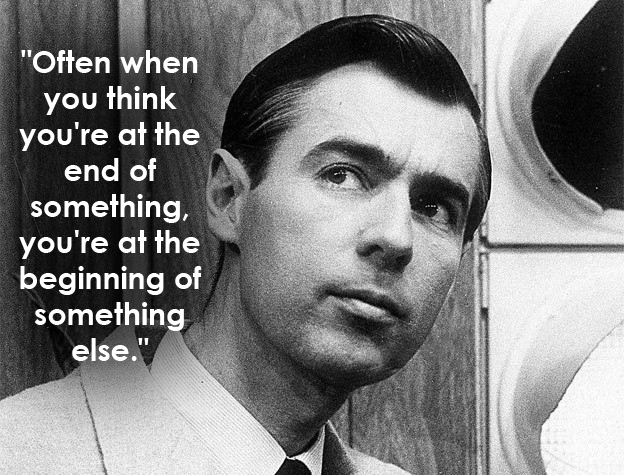 "Often when
you think
you're at the
end of
something,
you're at the
beginning of
something
else."